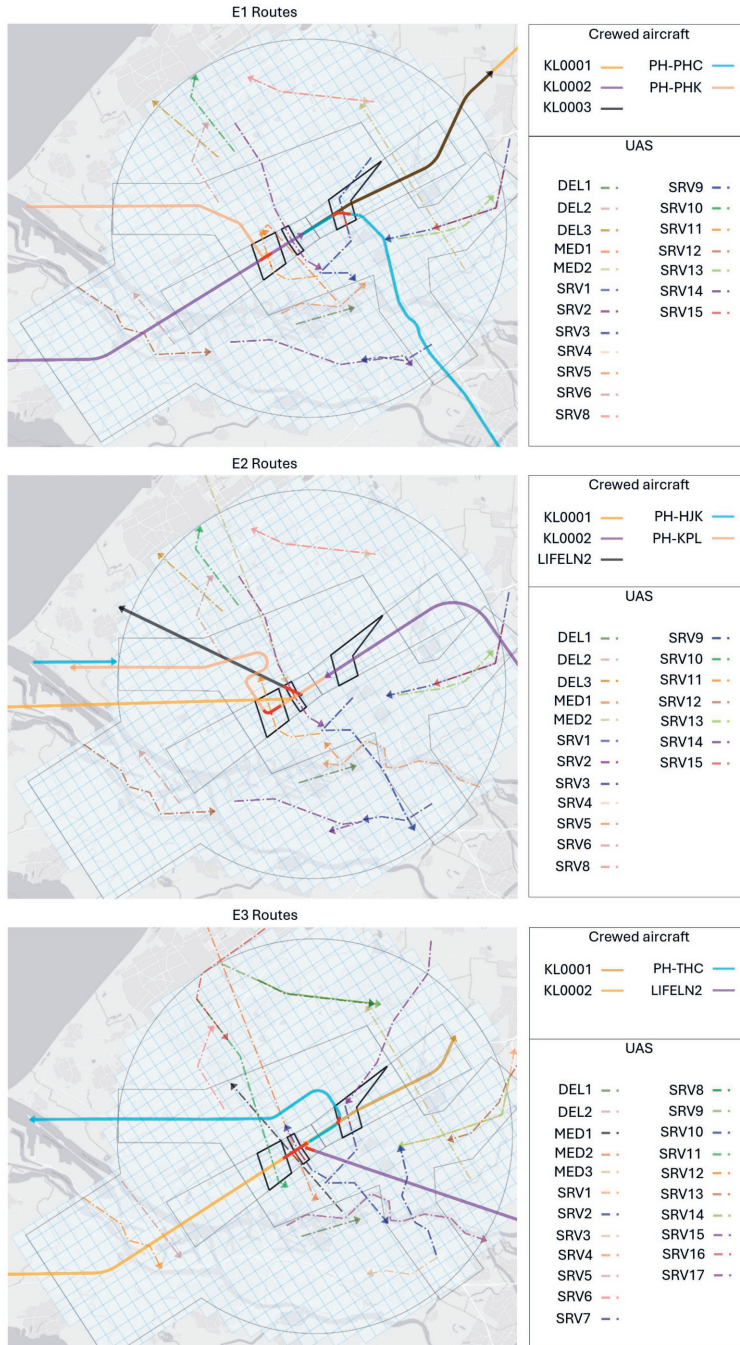 E1 Routes
Crewed aircraft
KL0001 PH-PHC
KL0002 PH-PHK
KL0003
UAS
DEL1 SRV9
DEL2 SRV10
DEL3 SRV11
MED1 SRV12
MED2 SRV13
SRV1 SRV14
SRV2 SRV15
SRV3
SRV4
SRV5
SRV6
SRV8
E2 Routes
Crewed aircraft
KL0001 PH-HJK
KL0002 PH-KPL
LIFELN2
UAS
DEL1 SRV9
DEL2 SRV10
DEL3 SRV11
MED1 SRV12
MED2 SRV13
SRV1 SRV14
SRV2 SRV15
SRV3
SRV4
SRV5
SRV6
SRV8
E3 Routes
Crewed aircraft
KL0001 PH-THC
KL0002 LIFELN2
UAS
DEL1 SRV8
DEL2 SRV9
MED1 SRV10
MED2 SRV11
MED3 SRV12
SRV1 SRV13
SRV2 SRV14
SRV3 SRV15
SRV4 SRV16
SRV5 SRV17
SRV6
SRV7